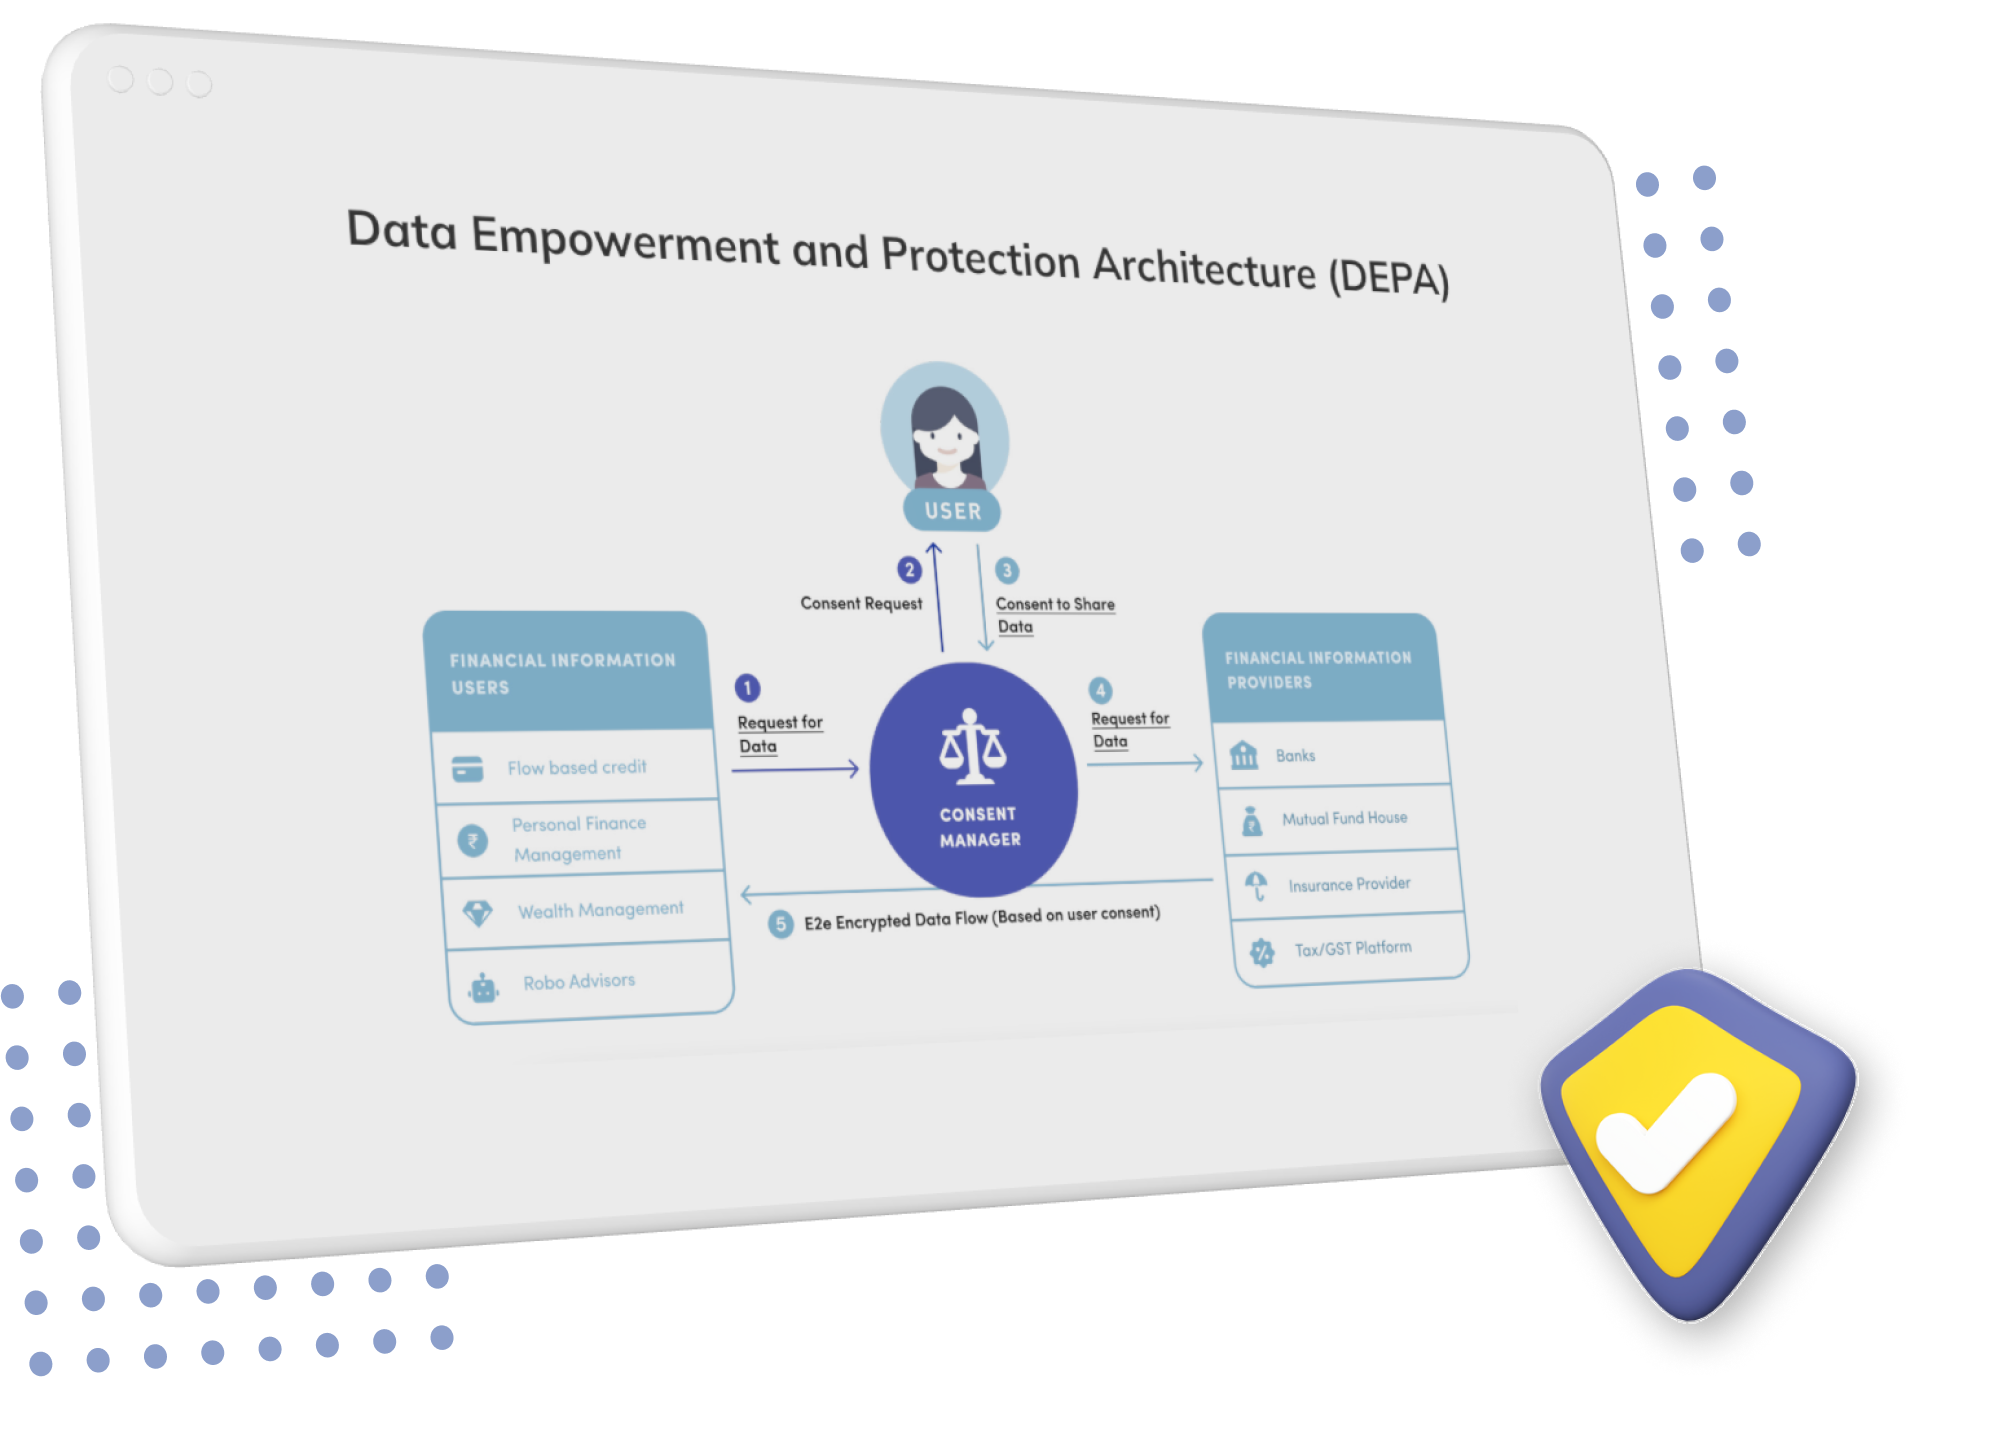 Data Empowerment and Protection Architecture (DEPA)
USER
2
Consent Request
3
Consent to Share
Data
FINANCIAL INFORMATION
USERS
Flow based credit
Personal Finance
Management
Wealth Management
Robo Advisors
1
Request for
Data
CONSENT
MANAGER
4
Request for
Data
FINANCIAL INFORMATION
PROVIDERS
Banks
Mutual Fund House
Insurance Provider
Tax/GST Platform
5
E2e Encrypted Data Flow (Based on user consent)